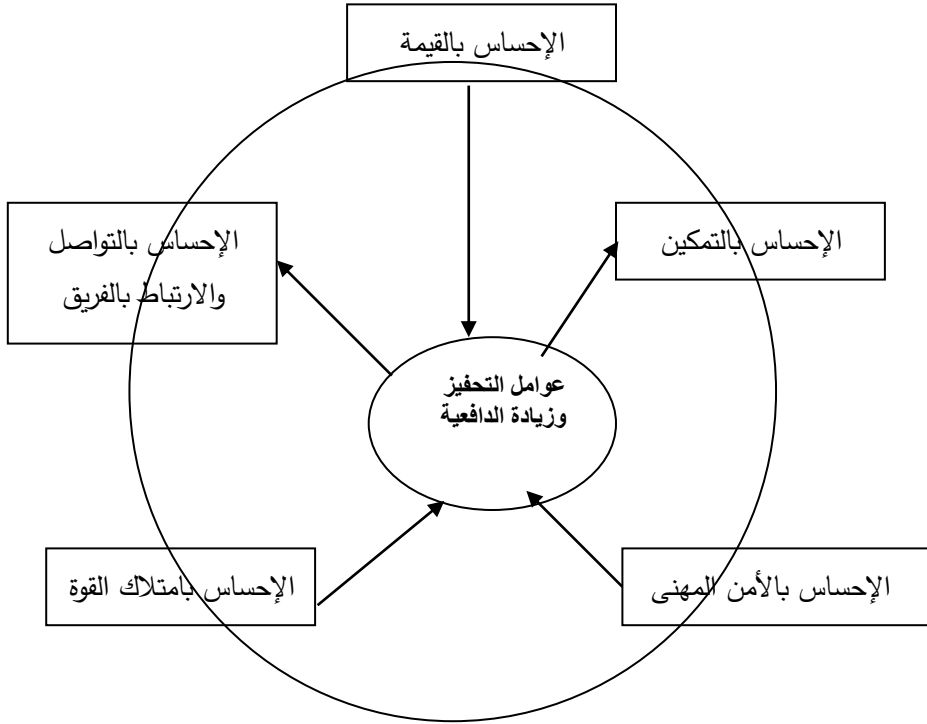 الإحساس بالقيمة
الإحساس بالتمكين
الإحساس بالتواصل
والارتباط بالفريق
عوامل التحفيز
وزيادة الدافعية
الإحساس بالأمن المهنى
الإحساس بامتلاك القوة